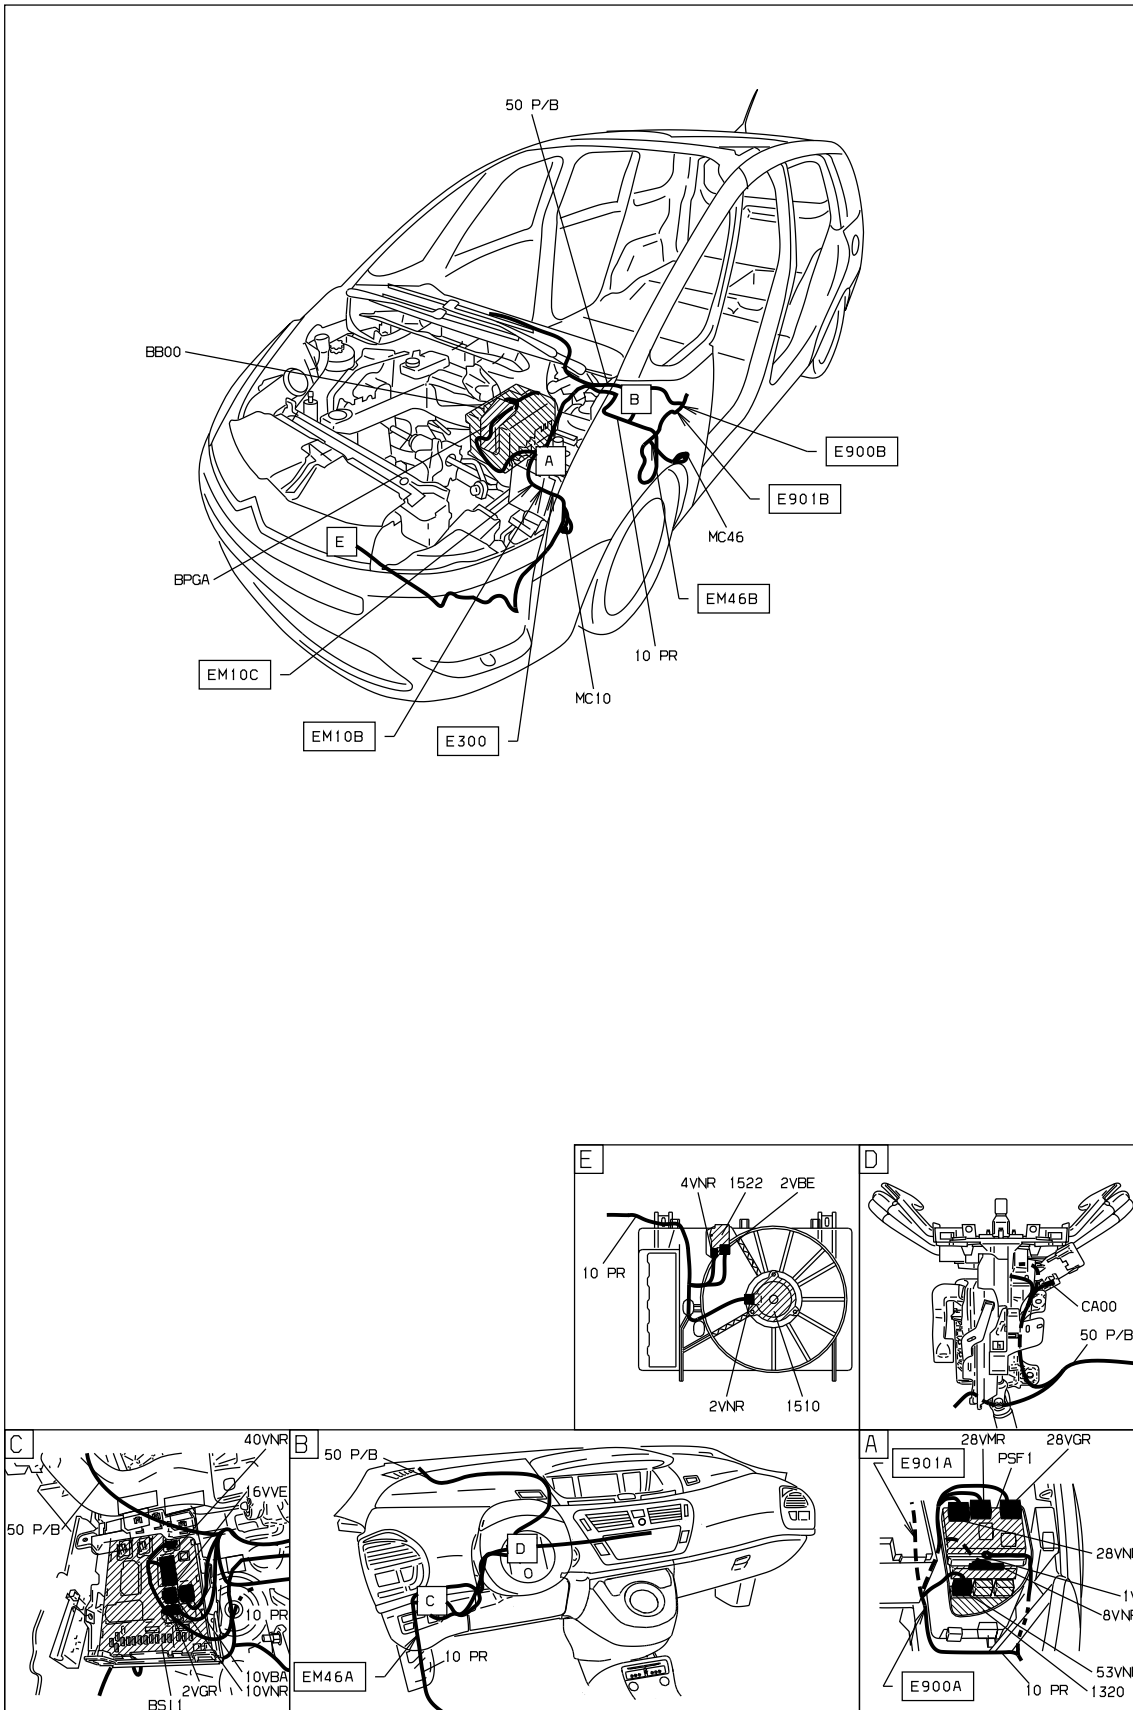 50 P/B
BB00
B
A
E900B
E901B
MC46
E
BPGA
EM46B
10 PR
EM10C
MC10
EM10B
E300
E
4VNR 1522 2VBE
10 PR
2VNR 1510
D
CA00
50 P/B
C
40VNR
16VVE
50 P/B
10 PR
10VBA
2VGR 10VNR
BSI1
B
50 P/B
D
C
10 PR
EM46A
A
28VMR 28VGR
E901A PSF1
8VNR
E900A
10 PR 1320